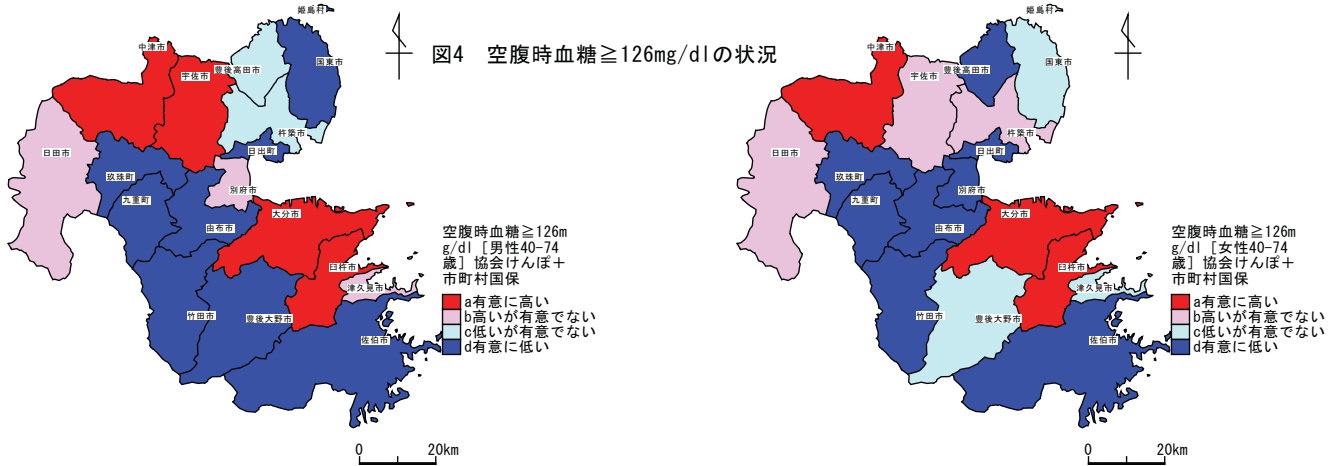 図4 空腹時血糖≧126mg/dlの状況
姫島村
中津市
宇佐市
豊後高田市
国東市
杵築市
日出町
日田市
玖珠町
別府市
九重町
由布市
大分市
臼杵市
津久見市
竹田市
豊後大野市
佐伯市
空腹時血糖≧126m
g/dl [男性40-74
歳] 協会けんぽ+
市町村国保
a有意に高い
b高いが有意でない
c低いが有意でない
d有意に低い
0 20km
姫島村
中津市
宇佐市
豊後高田市
国東市
杵築市
日出町
日田市
玖珠町
別府市
九重町
由布市
大分市
臼杵市
津久見市
竹田市
豊後大野市
佐伯市
空腹時血糖≧126m
g/dl [女性40-74
歳] 協会けんぽ+
市町村国保
a有意に高い
b高いが有意でない
c低いが有意でない
d有意に低い
0 20km